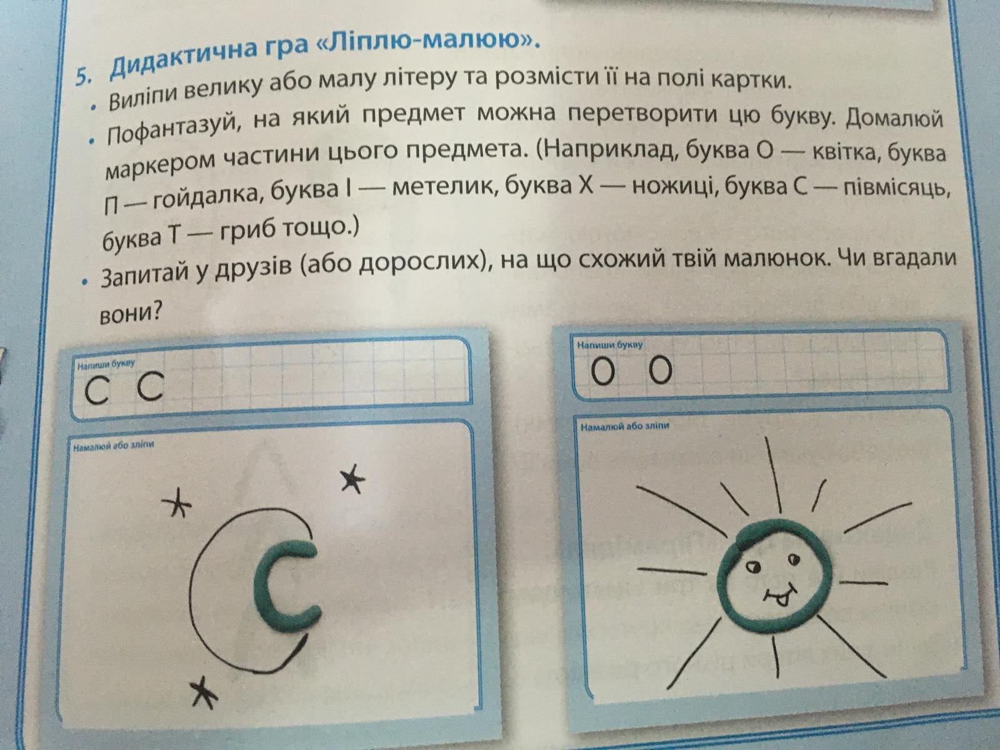 5. Дидактична гра «Ліплю-малюю».
• Виліпи велику або малу літеру та розмісти її на полі картки.
• Пофантазуй, на який предмет можна перетворити цю букву. Домалюй
маркером частини цього предмета. (Наприклад, буква О — квітка, буква
П — гойдалка, буква І — метелик, буква Х — ножиці, буква С — півмісяць,
буква Т — гриб тощо.)
• Запитай у друзів (або дорослих), на що схожий твій малюнок. Чи вгадали
вони?
Напиши букву
С С
Намалюй або зліпи
С
Напиши букву
О О
Намалюй або зліпи
О